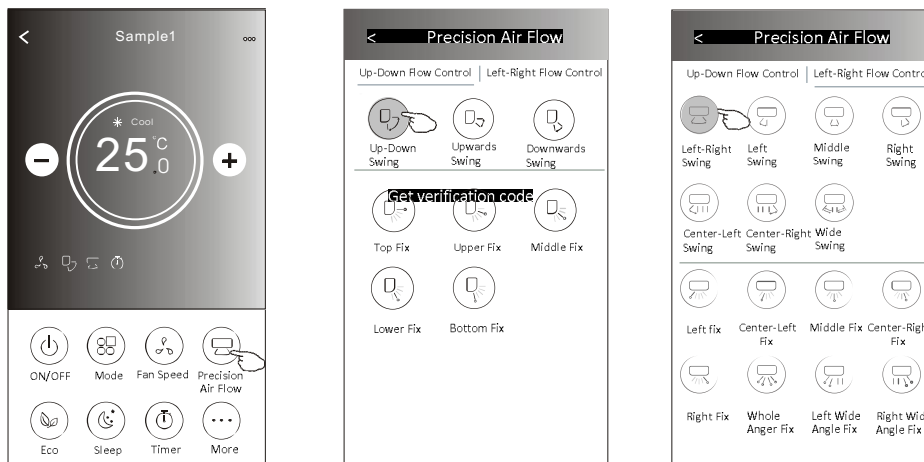 < Sample1 ooo
Cool
25.0 °C
ON/OFF Mode Fan Speed Precision Air Flow
Eco Sleep Timer More
< Precision Air Flow
Up-Down Flow Control | Left-Right Flow Control
Up-Down Swing
Upwards Swing
Downwards Swing
Get verification code
Top Fix Upper Fix Middle Fix
Lower Fix Bottom Fix
< Precision Air Flow
Up-Down Flow Control | Left-Right Flow Contro
Left-Right Swing
Left Swing
Middle Swing
Right Swing
Center-Left Swing
Center-Right Swing
Wide Swing
Left fix
Center-Left Fix
Middle Fix
Center-Righ Fix
Right Fix
Whole Anger Fix
Left Wide Angle Fix
Right Wid Angle Fix